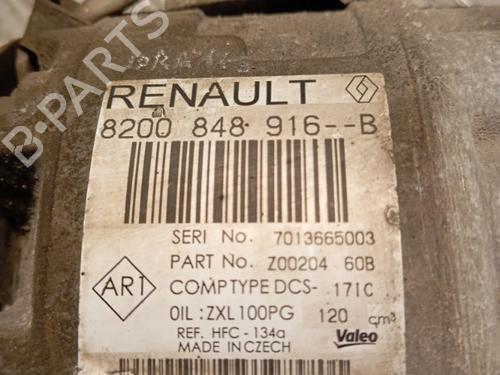 RENAULT
8200 848 916--B
SERI No. 7013665003
PART No. Z00204 60B
ART
COMPTYPE DCS-171C
OIL : ZXL100PG 120 cm³
REF. HFC - 134a
MADE IN CZECH
Valeo
B-Parts